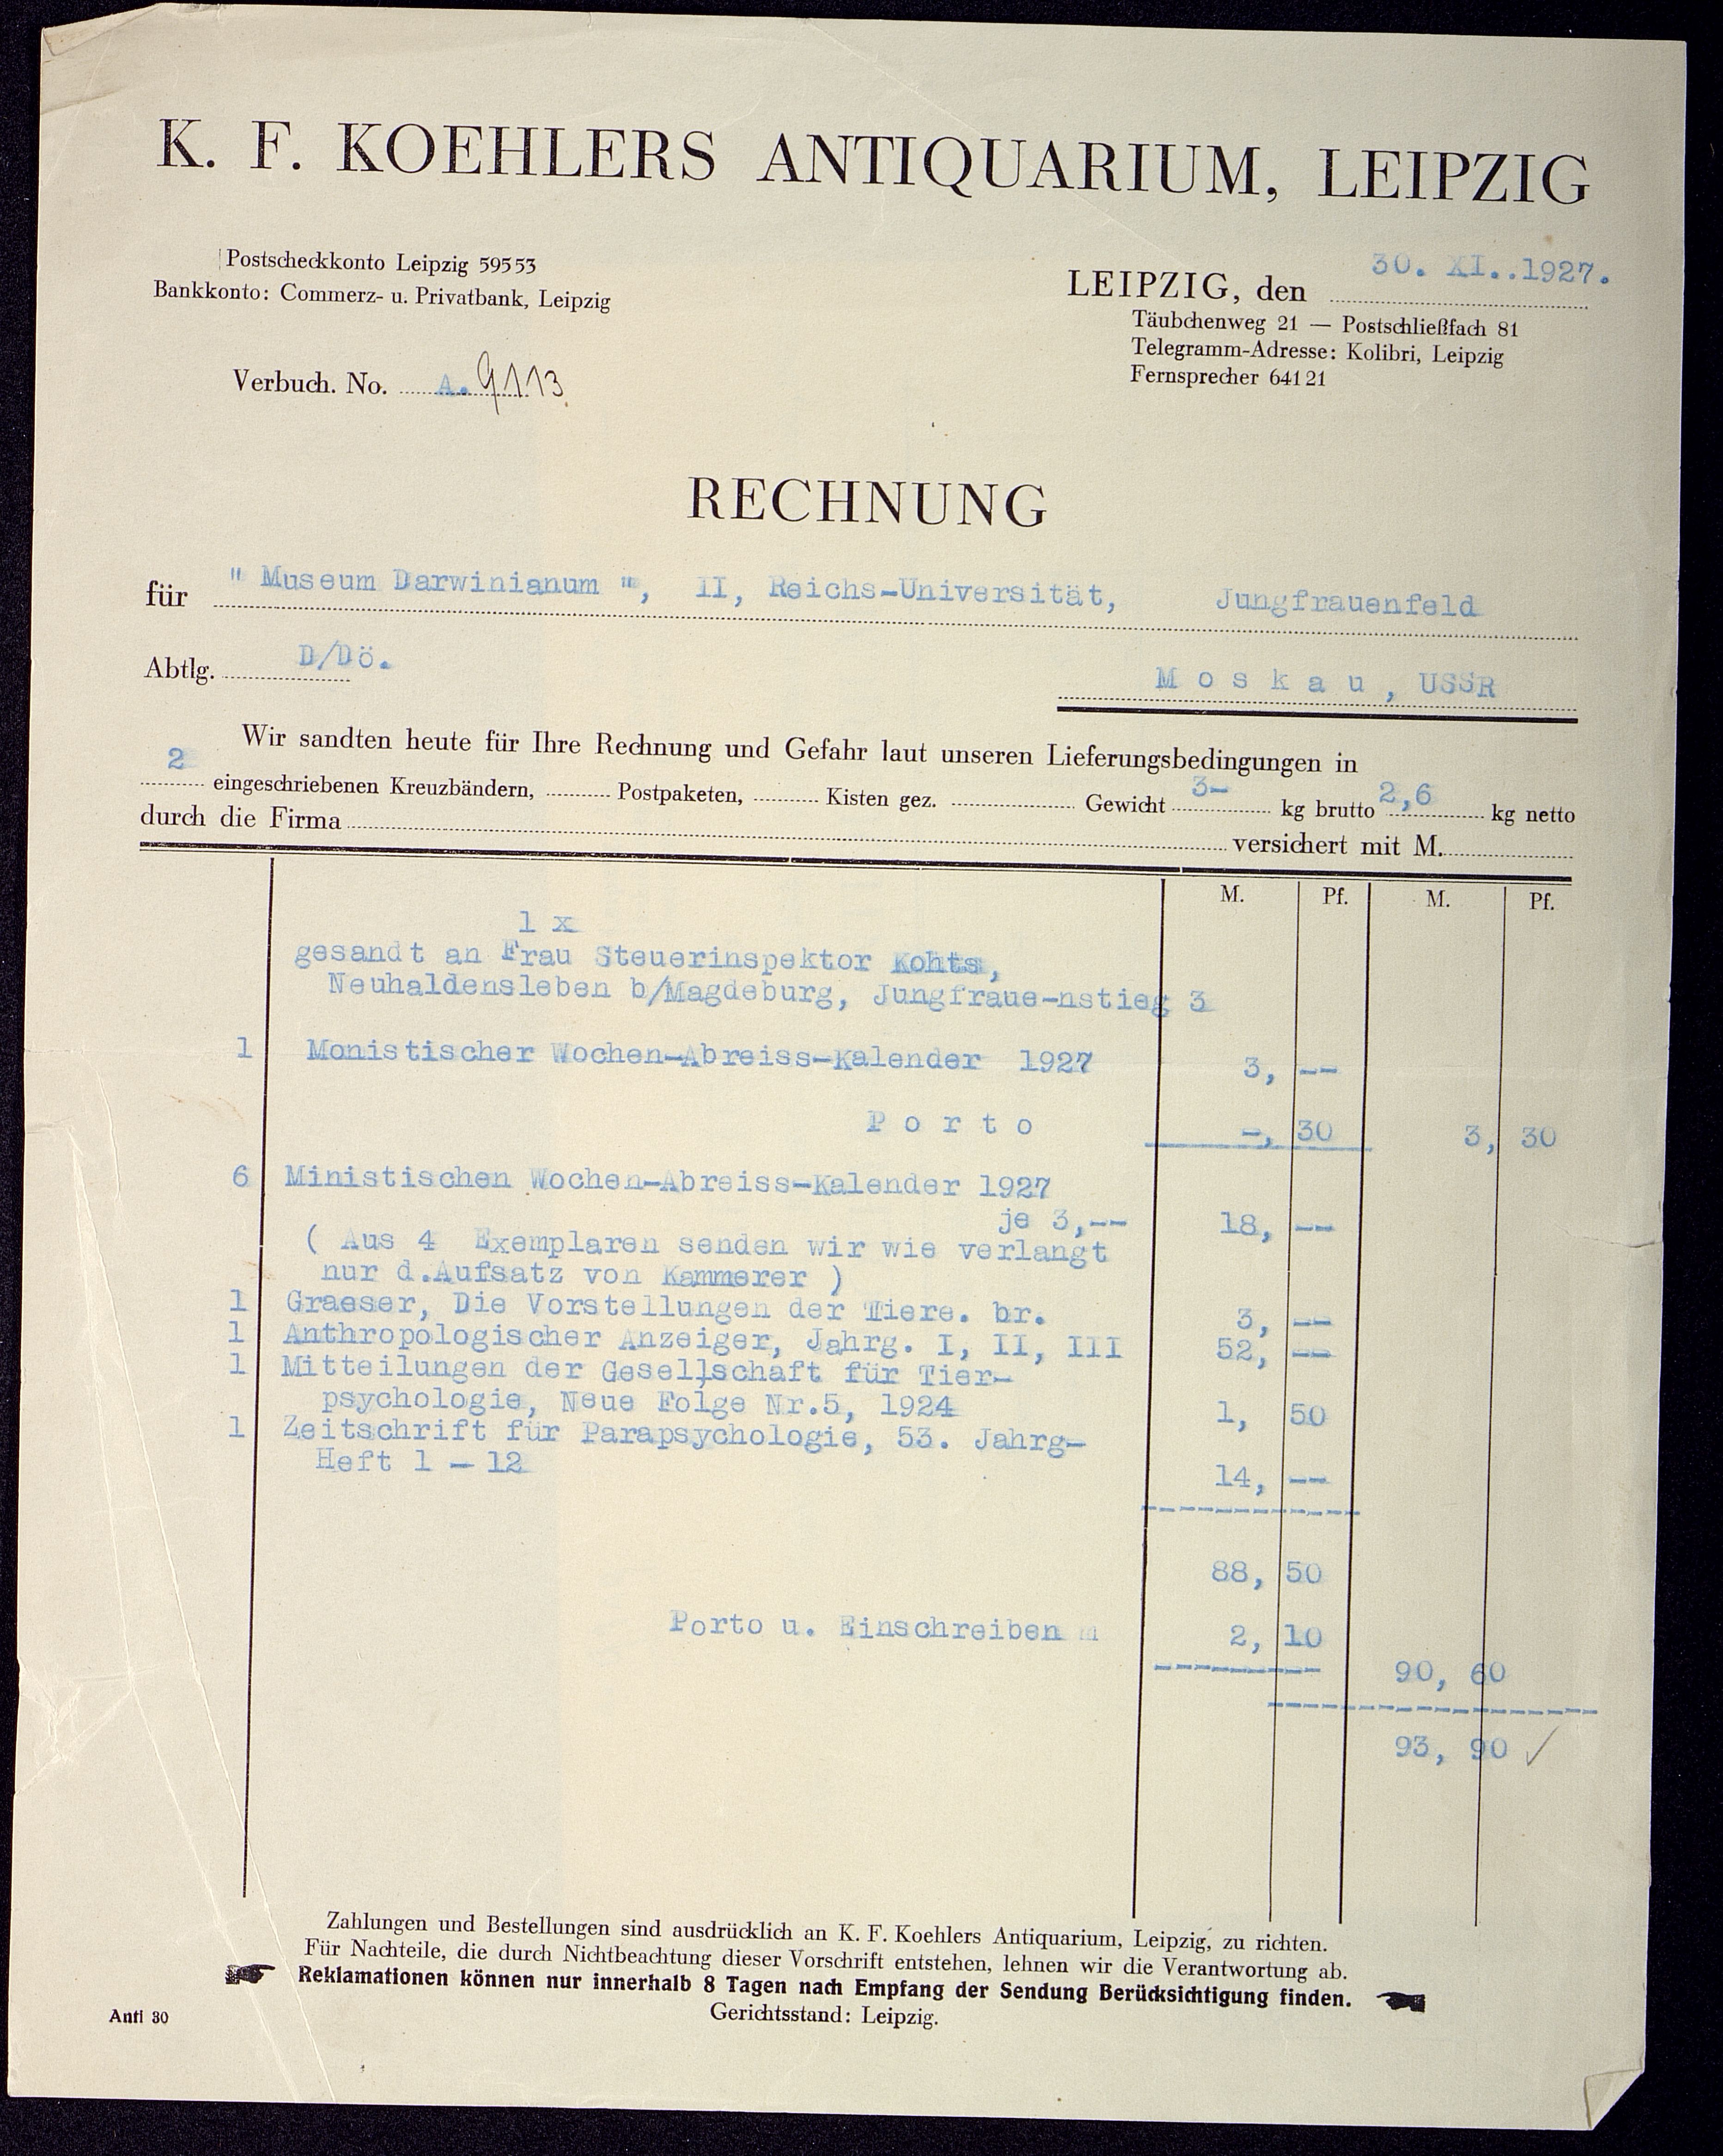 K. F. KOEHLERS ANTIQUARIUM, LEIPZIG
Postscheckkonto Leipzig 59553
Bankkonto: Commerz- u. Privatbank, Leipzig
Verbuch. No. A. 9113
LEIPZIG, den 30. XI..1927.
Täubchenweg 21 — Postschließfach 81
Telegramm-Adresse: Kolibri, Leipzig
Fernsprecher 64121
RECHNUNG
für " Museum Darwinianum ", II, Reichs-Universität, Jungfrauenfeld
Abtlg. D/Dö. Moskau, USSR
Wir sandten heute für Ihre Rechnung und Gefahr laut unseren Lieferungsbedingungen in
2 eingeschriebenen Kreuzbändern, Postpaketen, Kisten gez. Gewicht 3- kg brutto 2,6 kg netto
durch die Firma versichert mit M.
M. Pf. M. Pf.
1 x
gesandt an Frau Steuerinspektor Kohts,
Neuhaldensleben b/Magdeburg, Jungfraue-nstieg 3
1 Monistischer Wochen-Abreiss-Kalender 1927 3, --
Porto -, 30 3, 30
6 Ministischen Wochen-Abreiss-Kalender 1927
je 3,-- 18, --
( Aus 4 Exemplaren senden wir wie verlangt
nur d.Aufsatz von Kammerer )
1 Graeser, Die Vorstellungen der Tiere. br. 3, --
1 Anthropologischer Anzeiger, Jahrg. I, II, III 52, --
1 Mitteilungen der Gesellschaft für Tier-
psychologie, Neue Folge Nr.5, 1924 1, 50
1 Zeitschrift für Parapsychologie, 53. Jahrg-
Heft 1 - 12 14, --
88, 50
Porto u. Einschreiben 2, 10
90, 60
93, 90 ✓
Zahlungen und Bestellungen sind ausdrücklich an K. F. Koehlers Antiquarium, Leipzig, zu richten.
Für Nachteile, die durch Nichtbeachtung dieser Vorschrift entstehen, lehnen wir die Verantwortung ab.
Reklamationen können nur innerhalb 8 Tagen nach Empfang der Sendung Berücksichtigung finden.
Gerichtsstand: Leipzig.
Anti 30